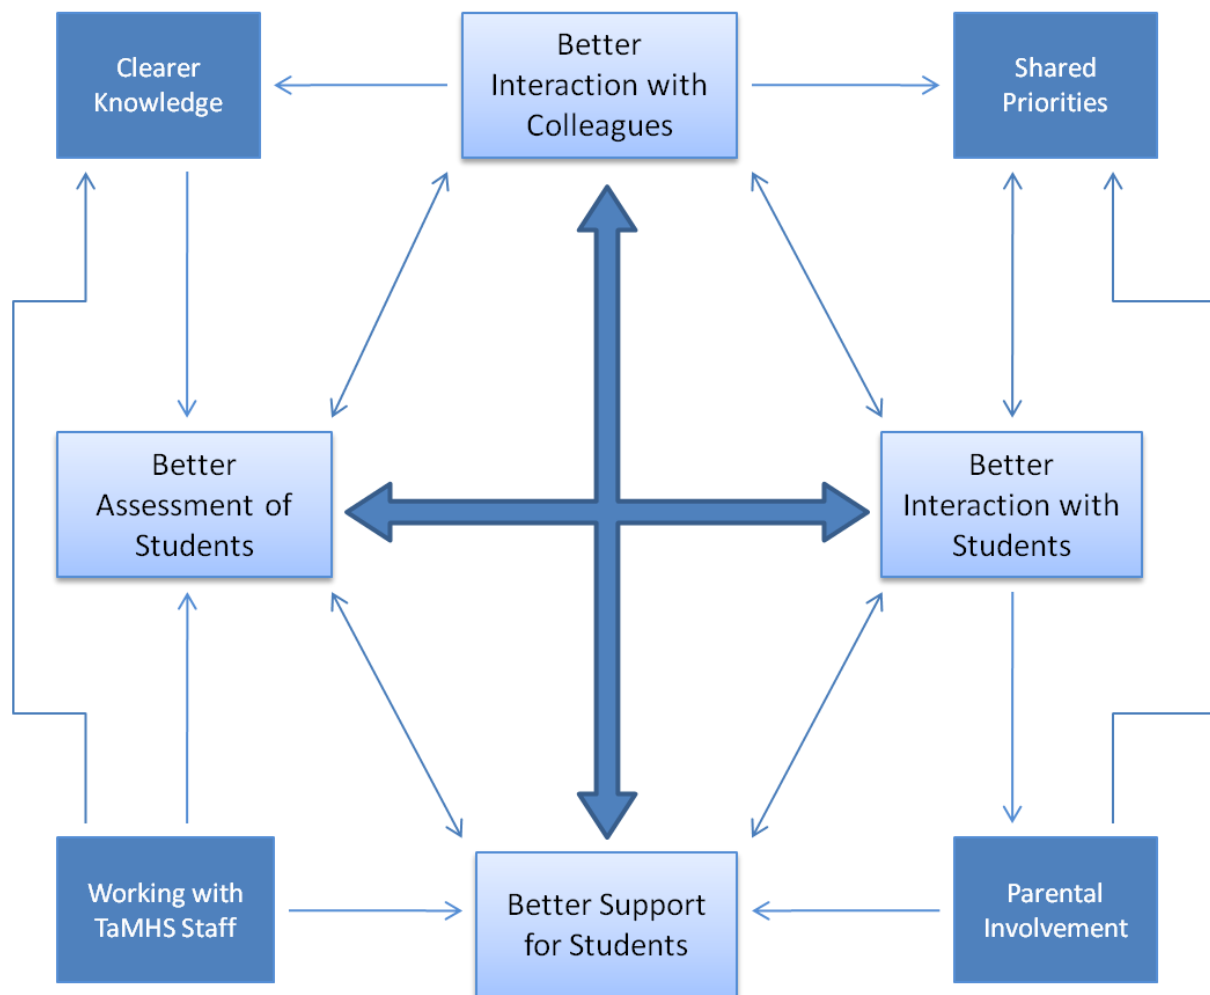 Clearer
Knowledge
Better
Interaction with
Colleagues
Shared
Priorities
Better
Assessment of
Students
Better
Interaction with
Students
Working with
TaMHS Staff
Better Support
for Students
Parental
Involvement